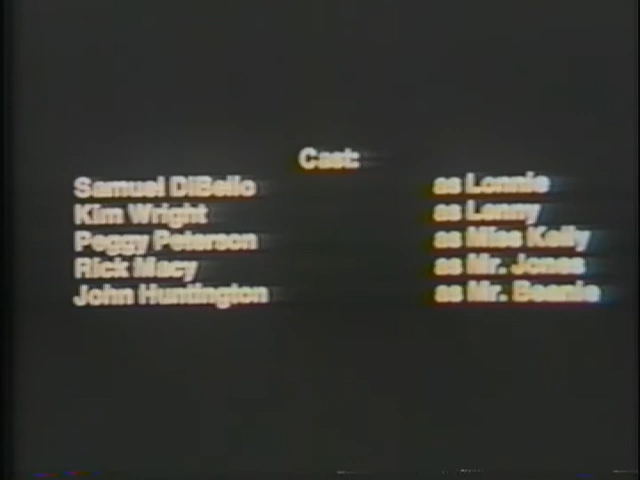 Cast:
Samuel DiBello as Lonnie
Kim Wright as Lenny
Peggy Peterson as Miss Kelly
Rick Macy as Mr. Jones
John Huntington as Mr. Beanie